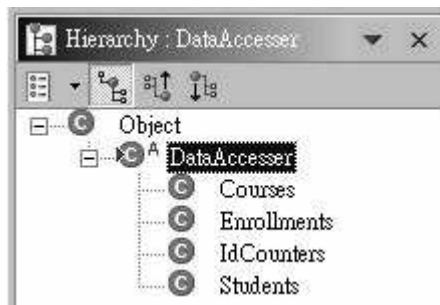 Hierarchy : DataAccesser
C Object
C A DataAccesser
C Courses
C Enrollments
C IdCounters
C Students